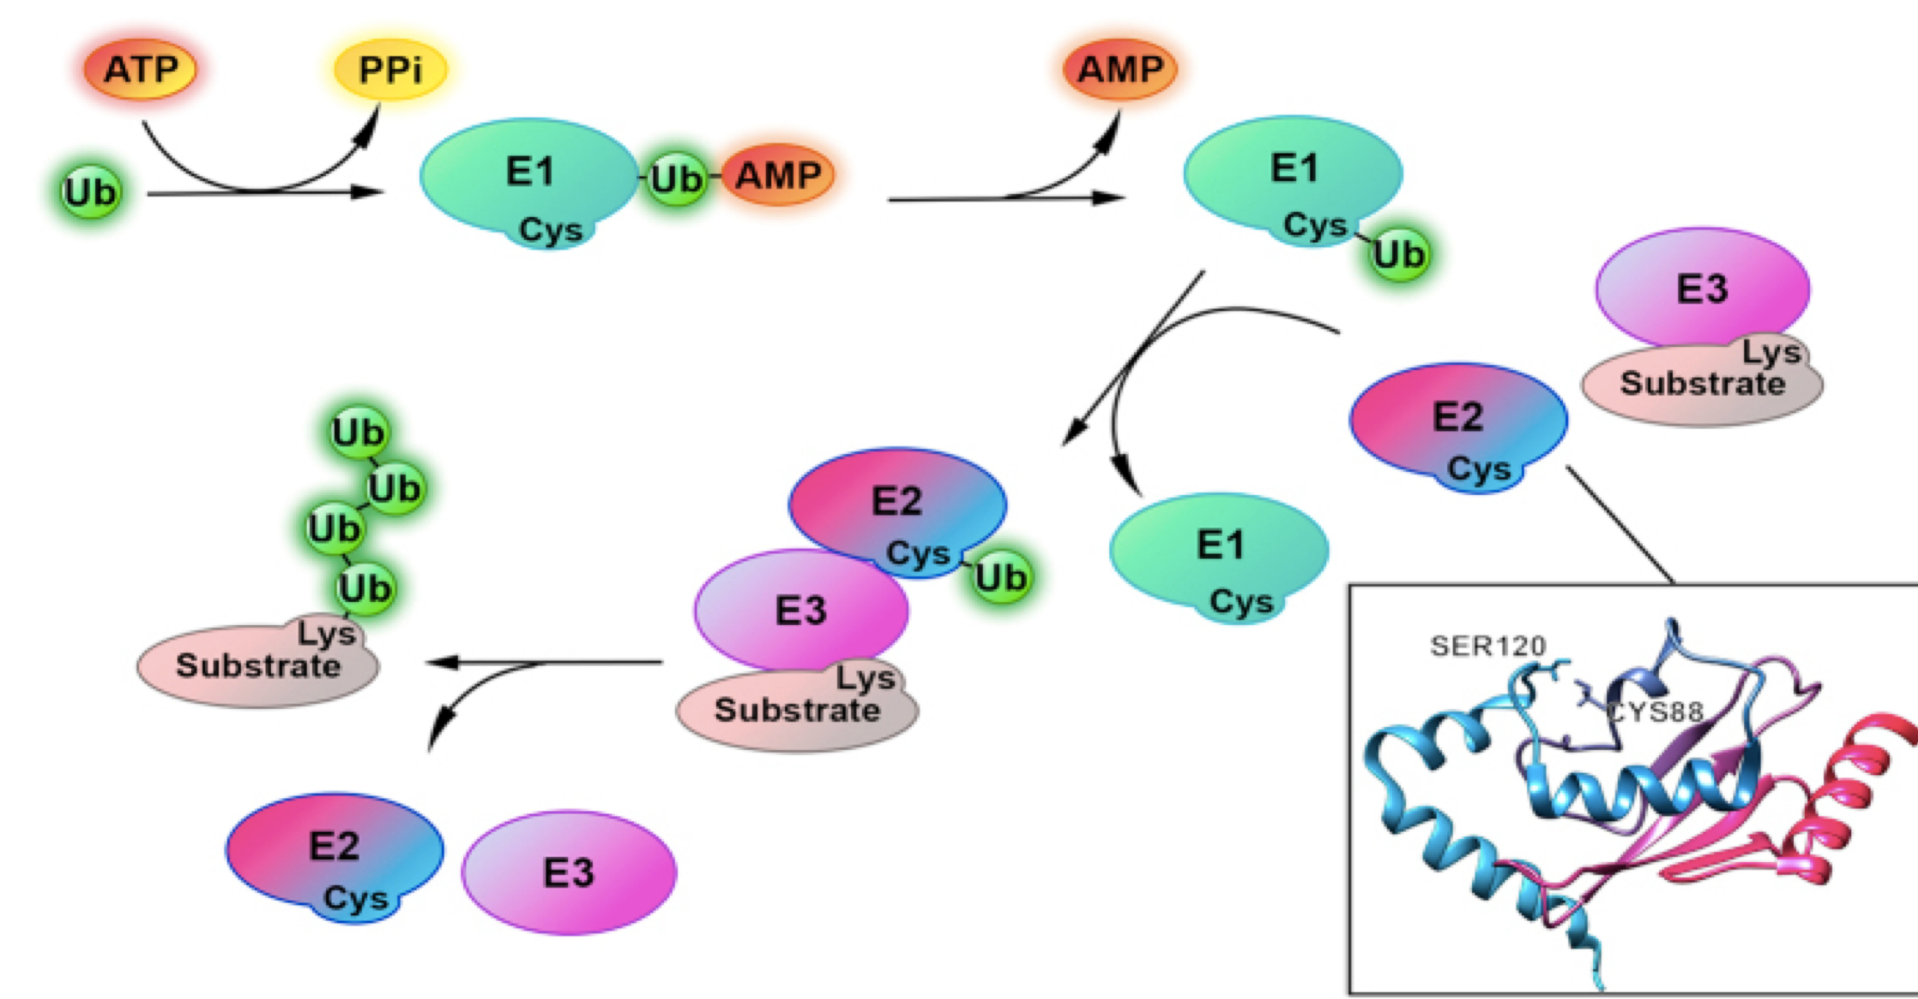 ATP
PPi
Ub
E1
Cys
Ub
AMP
AMP
E1
Cys
Ub
E3
Lys
Substrate
E2
Cys
E1
Cys
E2
Cys
Ub
E3
Lys
Substrate
Ub
Ub
Ub
Ub
Lys
Substrate
E2
Cys
E3
SER120
CYS88